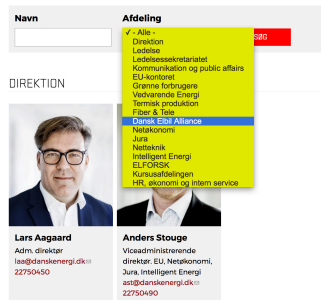 Navn
Afdeling
✓ - Alle -
SØG
Direktion
Ledelse
Ledelsessekretariatet
Kommunikation og public affairs
EU-kontoret
Grønne forbrugere
Vedvarende Energi
Termisk produktion
Fiber & Tele
Dansk Elbil Alliance
Netøkonomi
Jura
Netteknik
Intelligent Energi
ELFORSK
Kursusafdelingen
HR, økonomi og intern service
DIREKTION
Lars Aagaard
Adm. direktør
laa@danskenergi.dk
22750450
Anders Stouge
Viceadministrerende
direktør. EU, Netøkonomi,
Jura, Intelligent Energi
ast@danskenergi.dk
22750490